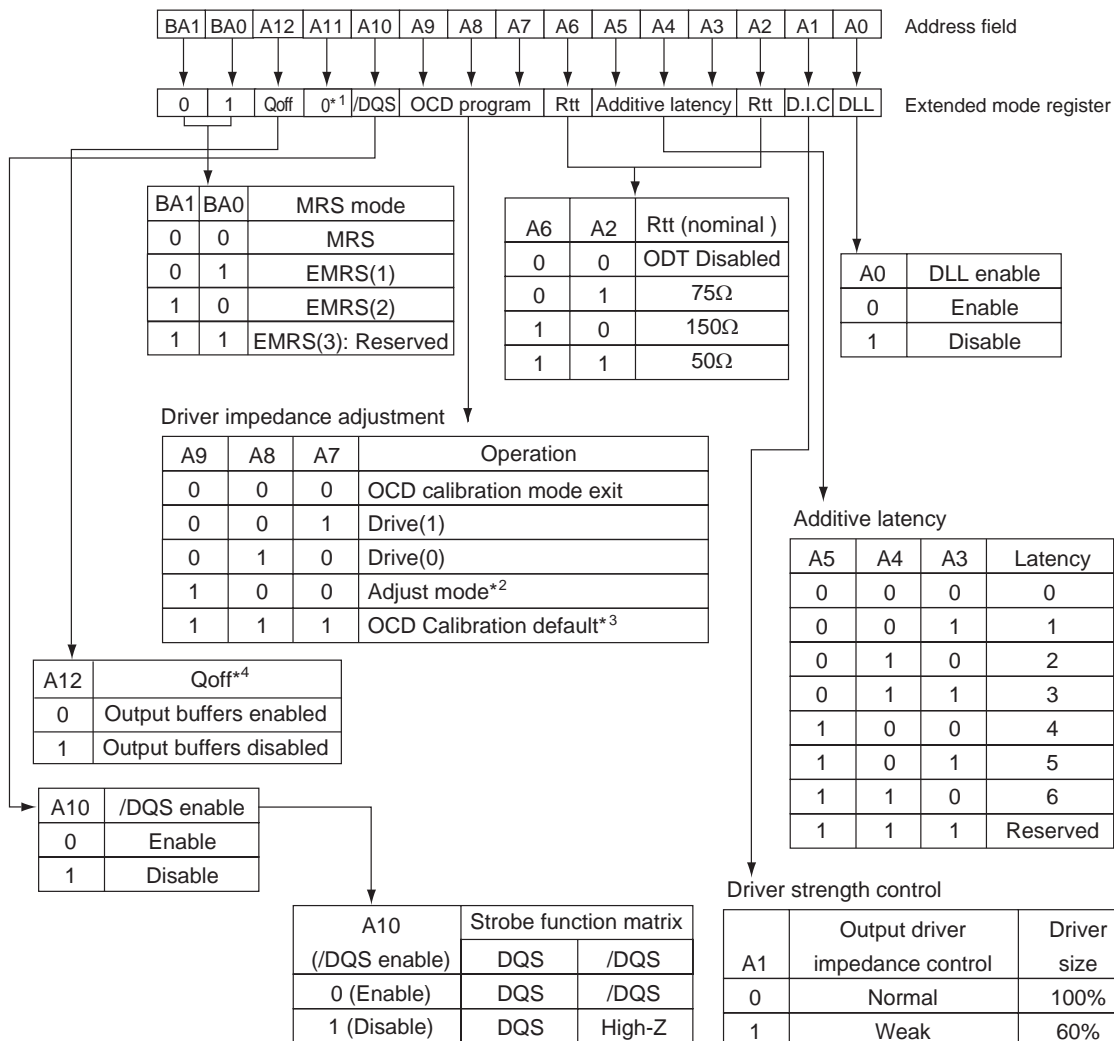 BA1 BA0 A12 A11 A10 A9 A8 A7 A6 A5 A4 A3 A2 A1 A0 Address field
0 1 Qoff 0*1 /DQS OCD program Rtt Additive latency Rtt D.I.C DLL Extended mode register
BA1 BA0 MRS mode
0 0 MRS
0 1 EMRS(1)
1 0 EMRS(2)
1 1 EMRS(3): Reserved
A6 A2 Rtt (nominal )
0 0 ODT Disabled
0 1 75Ω
1 0 150Ω
1 1 50Ω
A0 DLL enable
0 Enable
1 Disable
Driver impedance adjustment
A9 A8 A7 Operation
0 0 0 OCD calibration mode exit
0 0 1 Drive(1)
0 1 0 Drive(0)
1 0 0 Adjust mode*2
1 1 1 OCD Calibration default*3
Additive latency
A5 A4 A3 Latency
0 0 0 0
0 0 1 1
0 1 0 2
0 1 1 3
1 0 0 4
1 0 1 5
1 1 0 6
1 1 1 Reserved
A12 Qoff*4
0 Output buffers enabled
1 Output buffers disabled
A10 /DQS enable
0 Enable
1 Disable
A10 Strobe function matrix
(/DQS enable) DQS /DQS
0 (Enable) DQS /DQS
1 (Disable) DQS High-Z
Driver strength control
Output driver Driver
A1 impedance control size
0 Normal 100%
1 Weak 60%